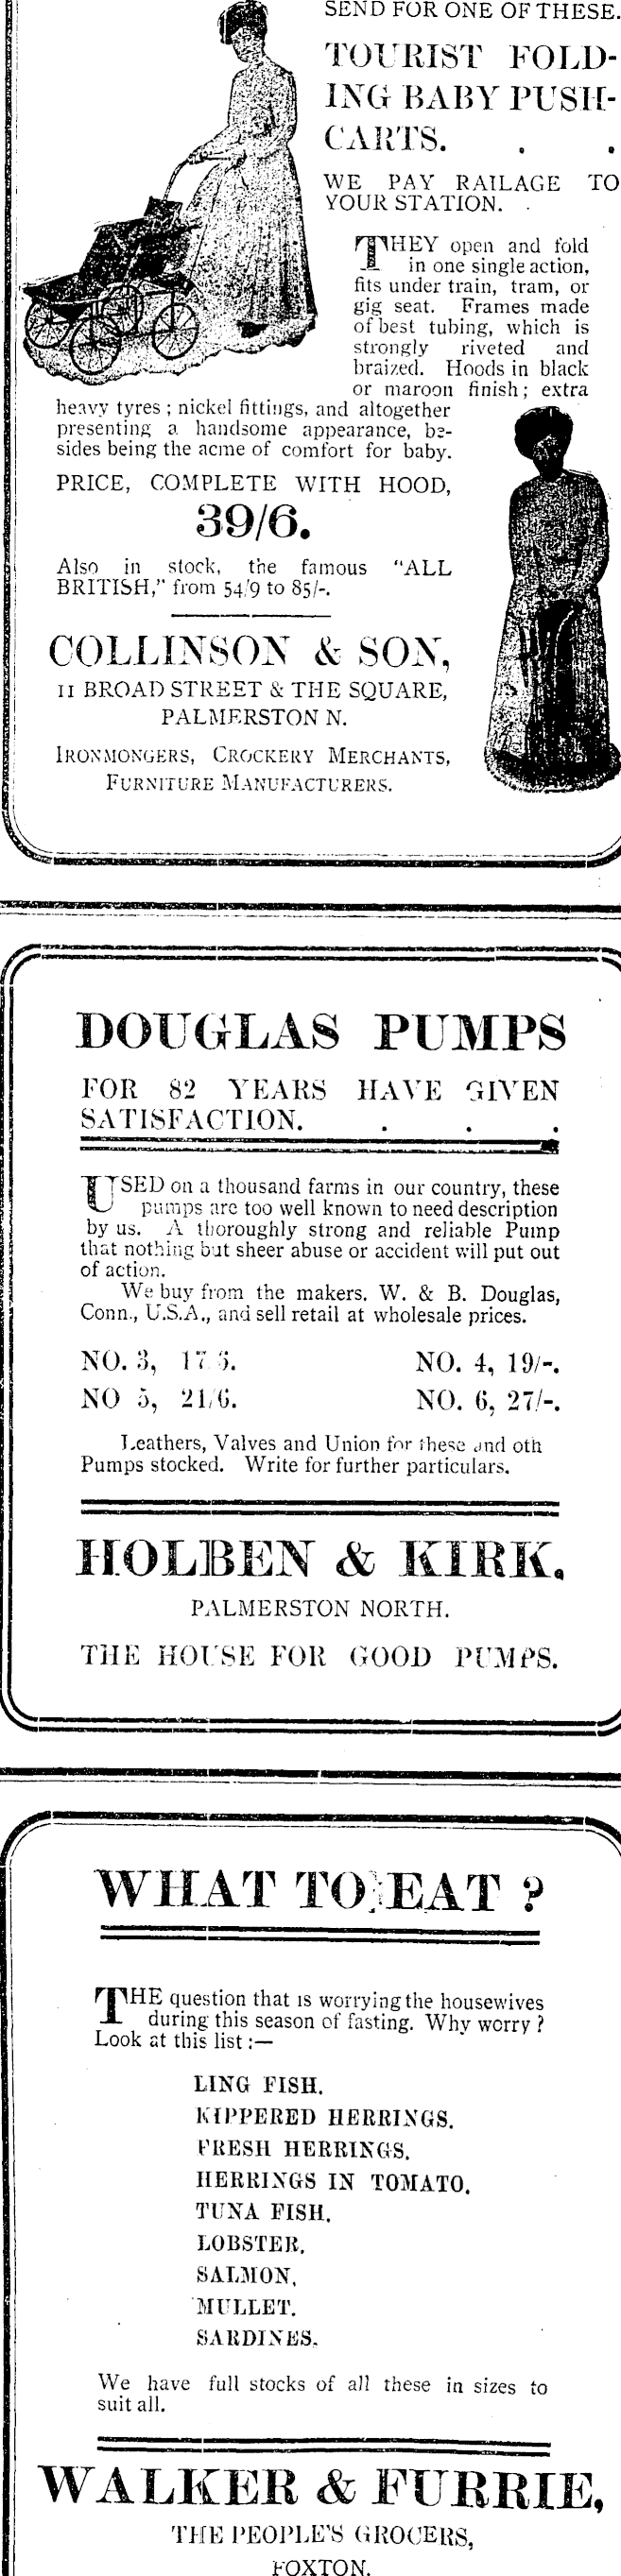 SEND FOR ONE OF THESE.
TOURIST FOLD-
ING BABY PUSH-
CARTS. . .
WE PAY RAILAGE TO
YOUR STATION.
THEY open and fold
in one single action,
fits under train, tram, or
gig seat. Frames made
of best tubing, which is
strongly riveted and
braized. Hoods in black
or maroon finish; extra
heavy tyres; nickel fittings, and altogether
presenting a handsome appearance, be-
sides being the acme of comfort for baby.
PRICE, COMPLETE WITH HOOD,
39/6.
Also in stock, the famous "ALL
BRITISH," from 54/9 to 85/-.
COLLINSON & SON,
11 BROAD STREET & THE SQUARE,
PALMERSTON N.
IRONMONGERS, CROCKERY MERCHANTS,
FURNITURE MANUFACTURERS.
DOUGLAS PUMPS
FOR 82 YEARS HAVE GIVEN
SATISFACTION. . . .
USED on a thousand farms in our country, these
pumps are too well known to need description
by us. A thoroughly strong and reliable Pump
that nothing but sheer abuse or accident will put out
of action.
We buy from the makers. W. & B. Douglas,
Conn., U.S.A., and sell retail at wholesale prices.
NO. 3, NO. 4, 19/-.
NO 5, 21/6. NO. 6, 27/-.
Leathers, Valves and Union for these and oth
Pumps stocked. Write for further particulars.
HOLBEN & KIRK.
PALMERSTON NORTH.
THE HOUSE FOR GOOD PUMPS.
WHAT TO EAT ?
THE question that is worrying the housewives
during this season of fasting. Why worry ?
Look at this list :—
LING FISH.
KIPPERED HERRINGS.
FRESH HERRINGS.
HERRINGS IN TOMATO.
TUNA FISH.
LOBSTER.
SALMON,
MULLET.
SARDINES.
We have full stocks of all these in sizes to
suit all.
WALKER & FURRIE,
THE PEOPLE'S GROCERS,
FOXTON.